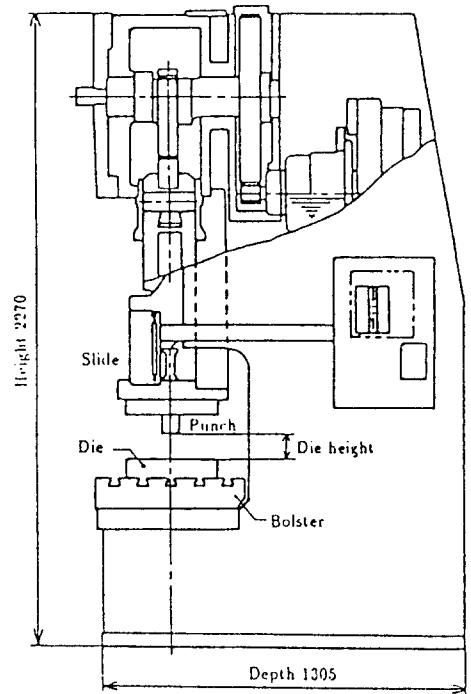 Height 2270
Slide
Punch
Die
Die height
Bolster
Depth 1305